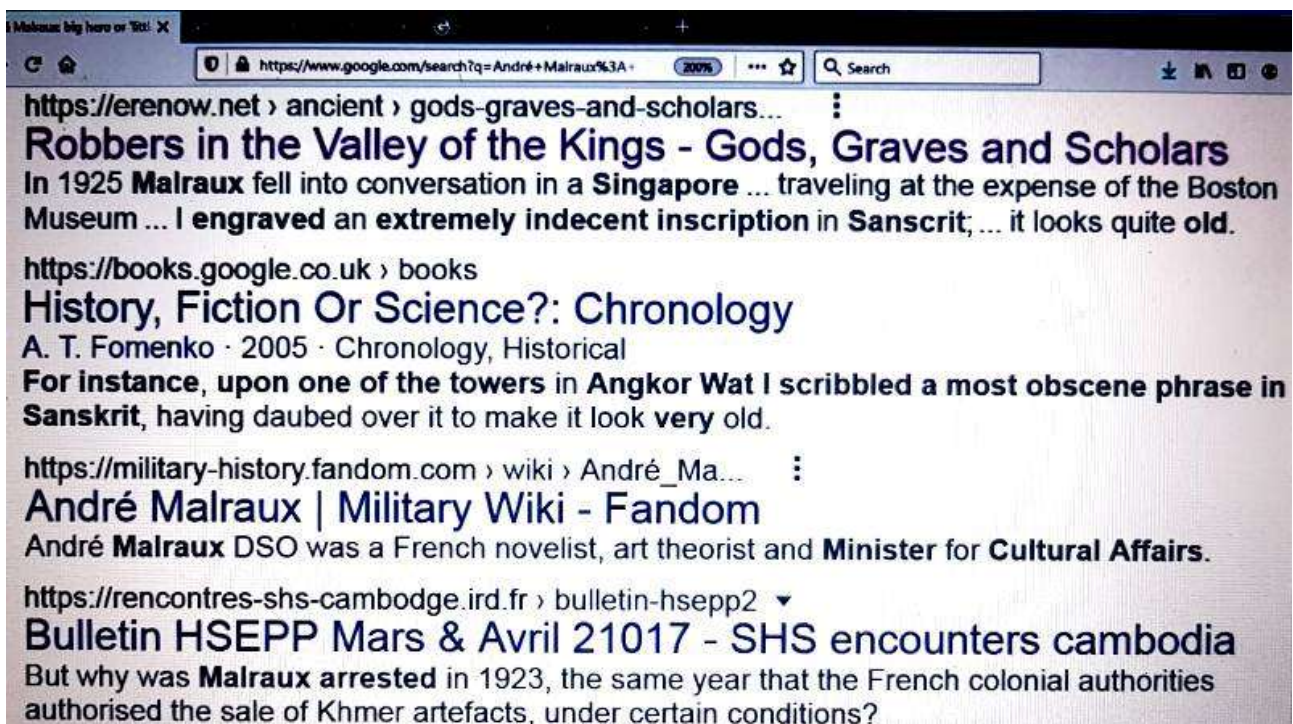 big hero or
https://www.google.com/search?q=André+Malraux%3A+ 200% Search
https://erenow.net › ancient › gods-graves-and-scholars...
Robbers in the Valley of the Kings - Gods, Graves and Scholars
In 1925 Malraux fell into conversation in a Singapore ... traveling at the expense of the Boston
Museum ... I engraved an extremely indecent inscription in Sanscrit; ... it looks quite old.
https://books.google.co.uk › books
History, Fiction Or Science?: Chronology
A. T. Fomenko · 2005 · Chronology, Historical
For instance, upon one of the towers in Angkor Wat I scribbled a most obscene phrase in
Sanskrit, having daubed over it to make it look very old.
https://military-history.fandom.com › wiki › André_Ma...
André Malraux | Military Wiki - Fandom
André Malraux DSO was a French novelist, art theorist and Minister for Cultural Affairs.
https://rencontres-shs-cambodge.ird.fr › bulletin-hsepp2
Bulletin HSEPP Mars & Avril 21017 - SHS encounters cambodia
But why was Malraux arrested in 1923, the same year that the French colonial authorities
authorised the sale of Khmer artefacts, under certain conditions?